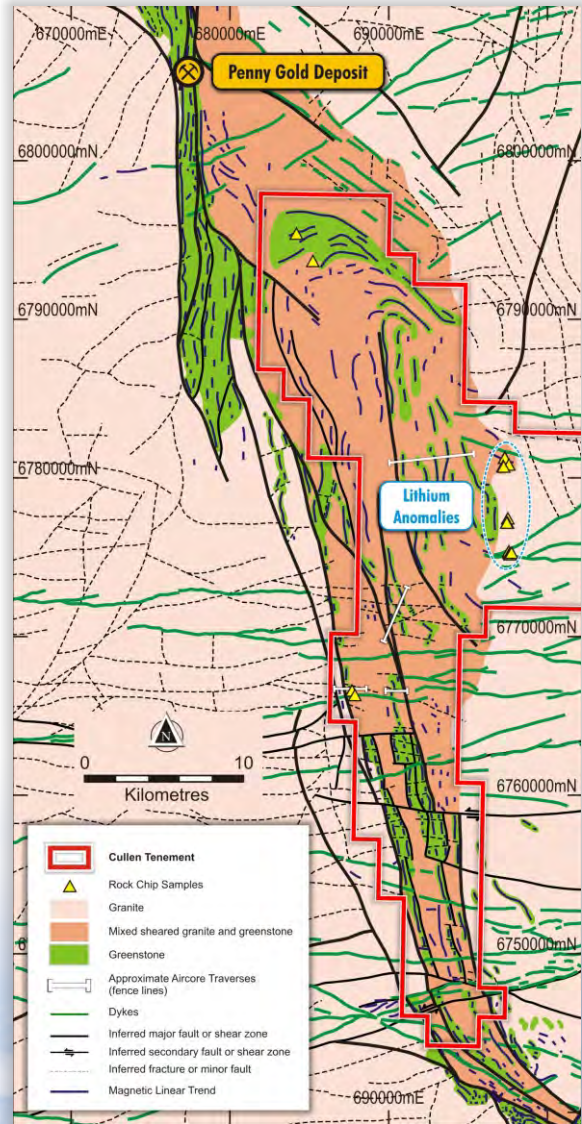 670000mE 680000mE 690000mE
Penny Gold Deposit
6800000mN 6800000mN
6790000mN 6790000mN
6780000mN 6780000mN
Lithium
Anomalies
6770000mN
N
0 10
Kilometres
6760000mN
Cullen Tenement
Rock Chip Samples
Granite
Mixed sheared granite and greenstone
Greenstone
6750000mN
Approximate Aircore Traverses
(fence lines)
Dykes
Inferred major fault or shear zone
Inferred secondary fault or shear zone
Inferred fracture or minor fault
Magnetic Linear Trend
690000mE